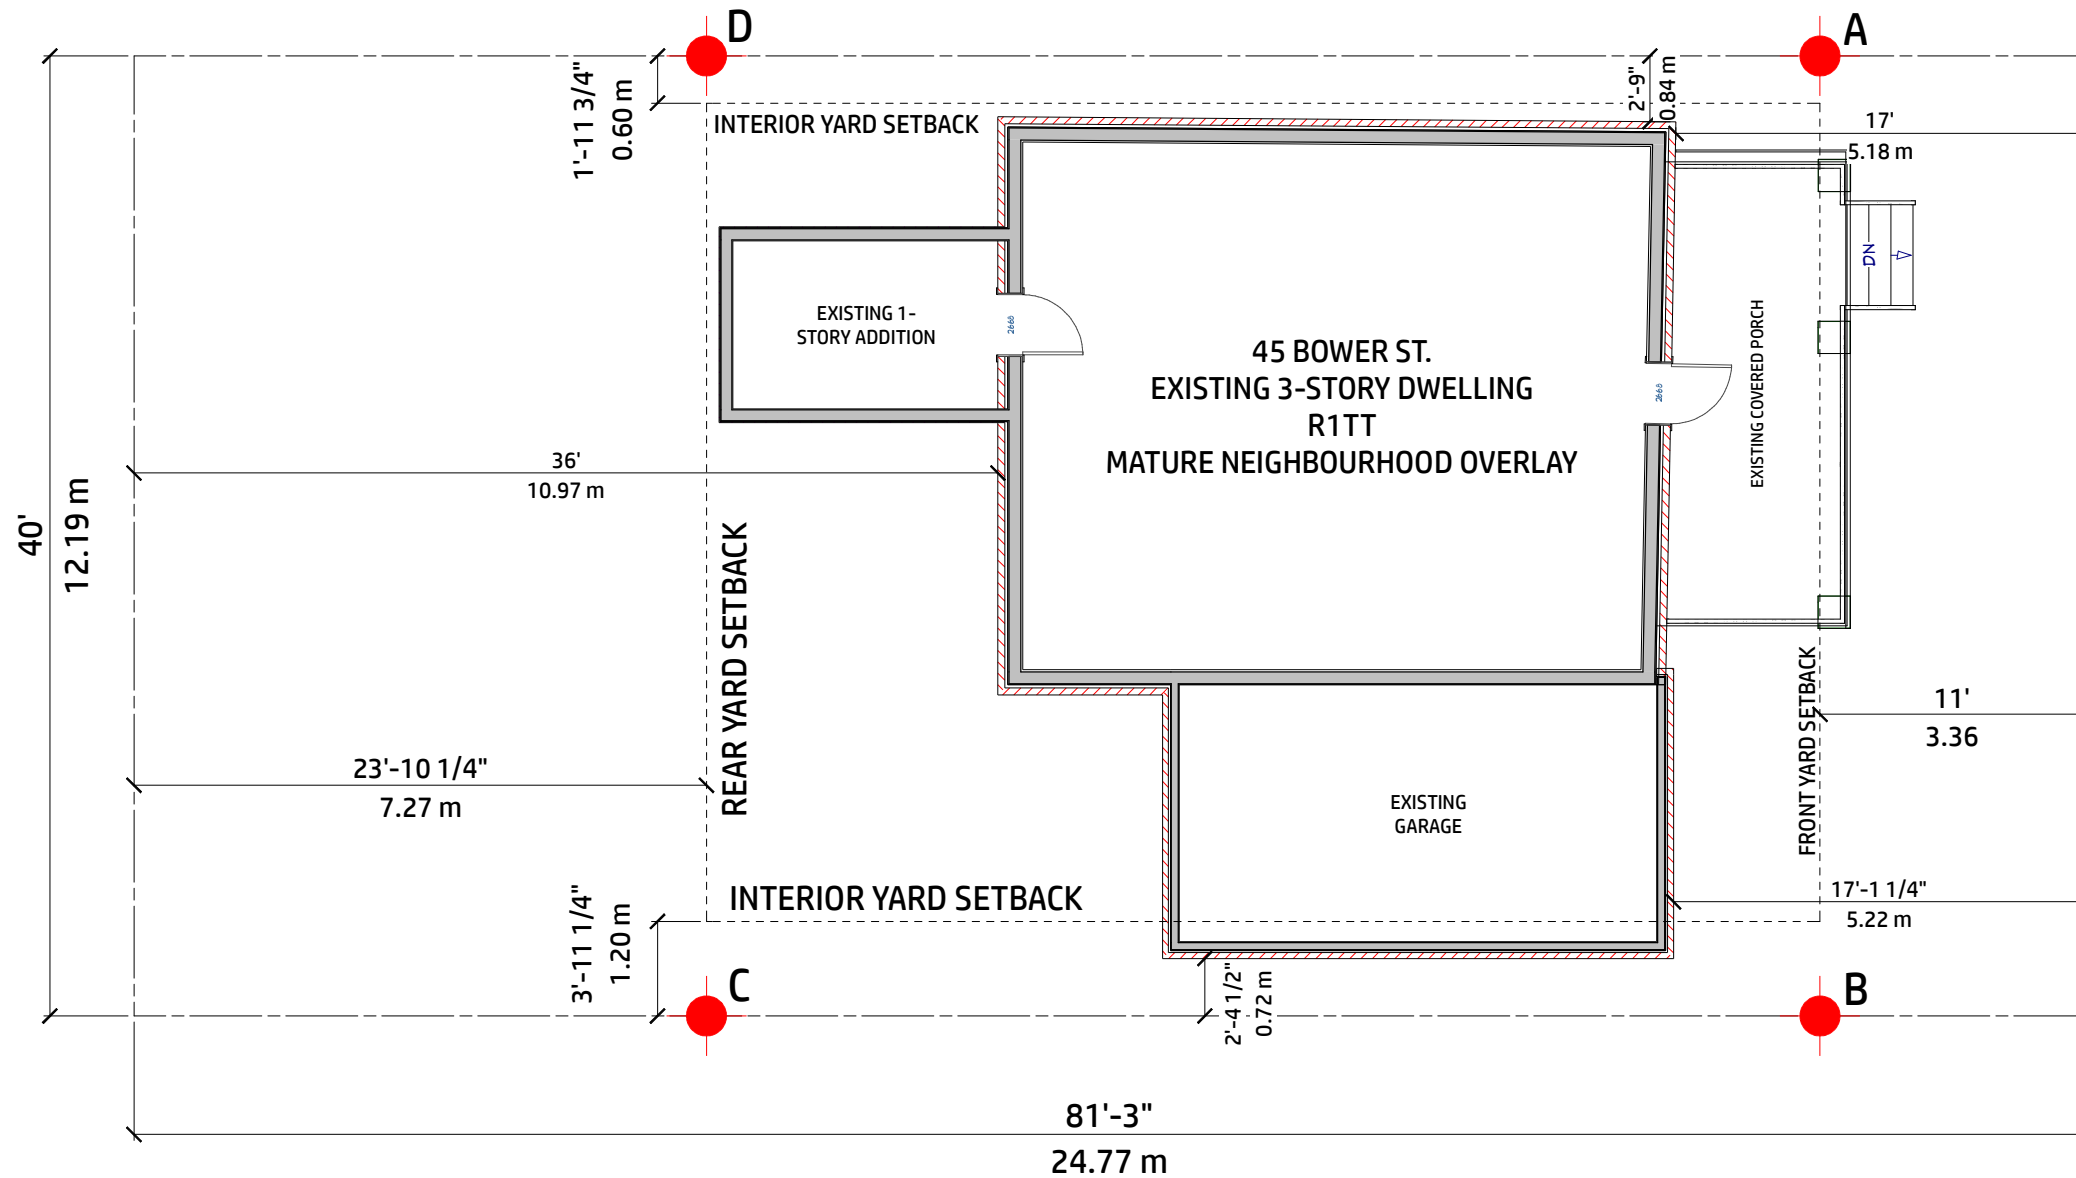 D
A
1'-11 3/4"
0.60 m
2'-9"
0.84 m
INTERIOR YARD SETBACK
17'
5.18 m
DN
EXISTING 1-
STORY ADDITION
2668
45 BOWER ST.
EXISTING 3-STORY DWELLING
R1TT
MATURE NEIGHBOURHOOD OVERLAY
2668
EXISTING COVERED PORCH
36'
10.97 m
40'
12.19 m
REAR YARD SETBACK
FRONT YARD SETBACK
11'
3.36
23'-10 1/4"
7.27 m
EXISTING
GARAGE
INTERIOR YARD SETBACK
17'-1 1/4"
5.22 m
3'-11 1/4"
1.20 m
C
2'-4 1/2"
0.72 m
B
81'-3"
24.77 m